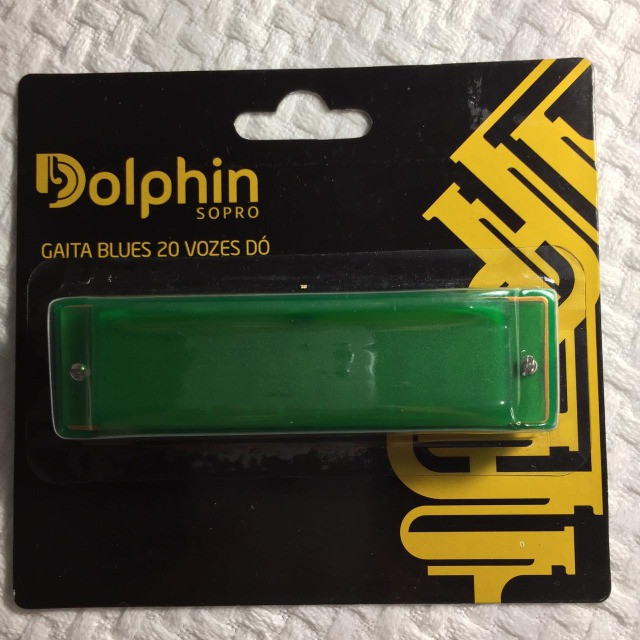 Dolphin
SOPRO
GAITA BLUES 20 VOZES DÓ